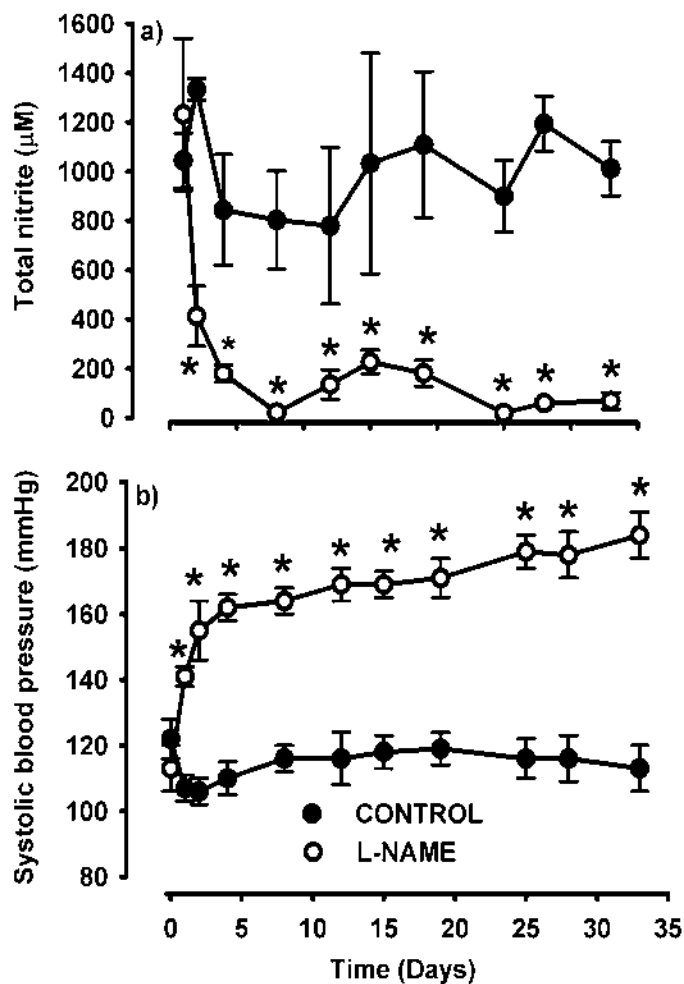 a)
1600
1400
1200
1000
800
600
400
200
0
Total nitrite (μM)
* * * * * * * * *
b)
200
180
160
140
120
100
80
Systolic blood pressure (mmHg)
* * * * * * * * * *
CONTROL
L-NAME
0 5 10 15 20 25 30 35
Time (Days)